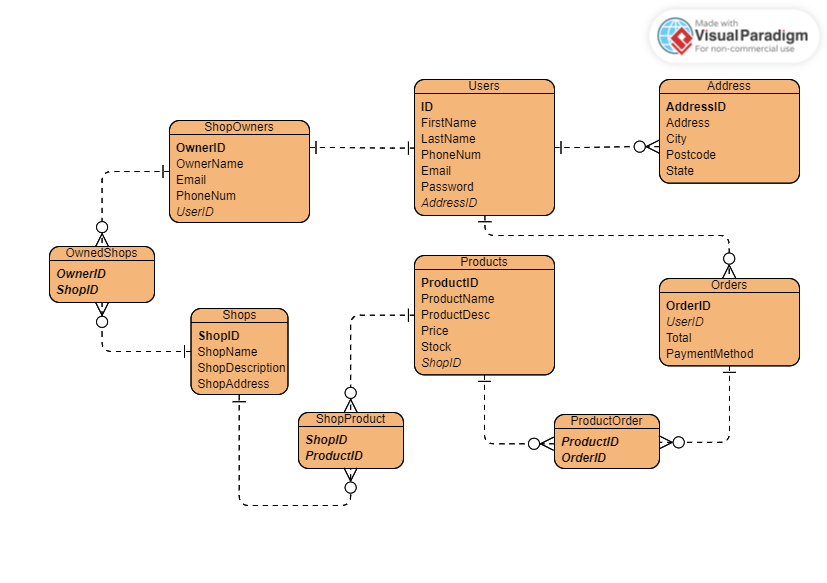 Made with
VisualParadigm
For non-commercial use
Users
ID
FirstName
LastName
PhoneNum
Email
Password
AddressID
Address
AddressID
Address
City
Postcode
State
ShopOwners
OwnerID
OwnerName
Email
PhoneNum
UserID
OwnedShops
OwnerID
ShopID
Products
ProductID
ProductName
ProductDesc
Price
Stock
ShopID
Orders
OrderID
UserID
Total
PaymentMethod
Shops
ShopID
ShopName
ShopDescription
ShopAddress
ShopProduct
ShopID
ProductID
ProductOrder
ProductID
OrderID